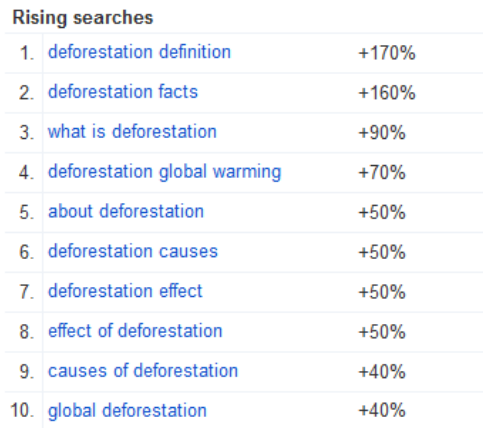 Rising searches
1. deforestation definition +170%
2. deforestation facts +160%
3. what is deforestation +90%
4. deforestation global warming +70%
5. about deforestation +50%
6. deforestation causes +50%
7. deforestation effect +50%
8. effect of deforestation +50%
9. causes of deforestation +40%
10. global deforestation +40%